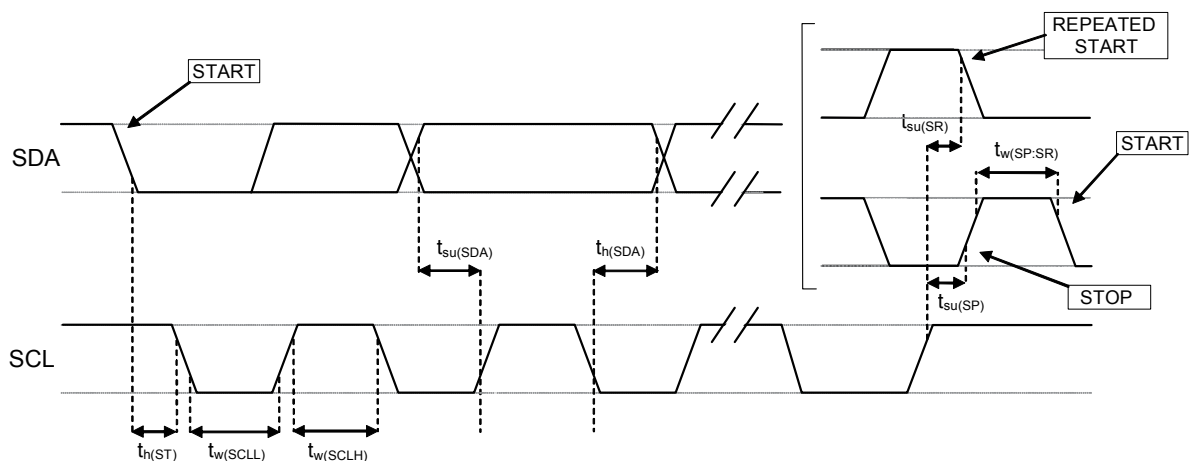 REPEATED
START
START
t_su(SR)
START
t_w(SP:SR)
SDA
t_su(SDA)
t_h(SDA)
STOP
t_su(SP)
SCL
t_h(ST)
t_w(SCLL)
t_w(SCLH)